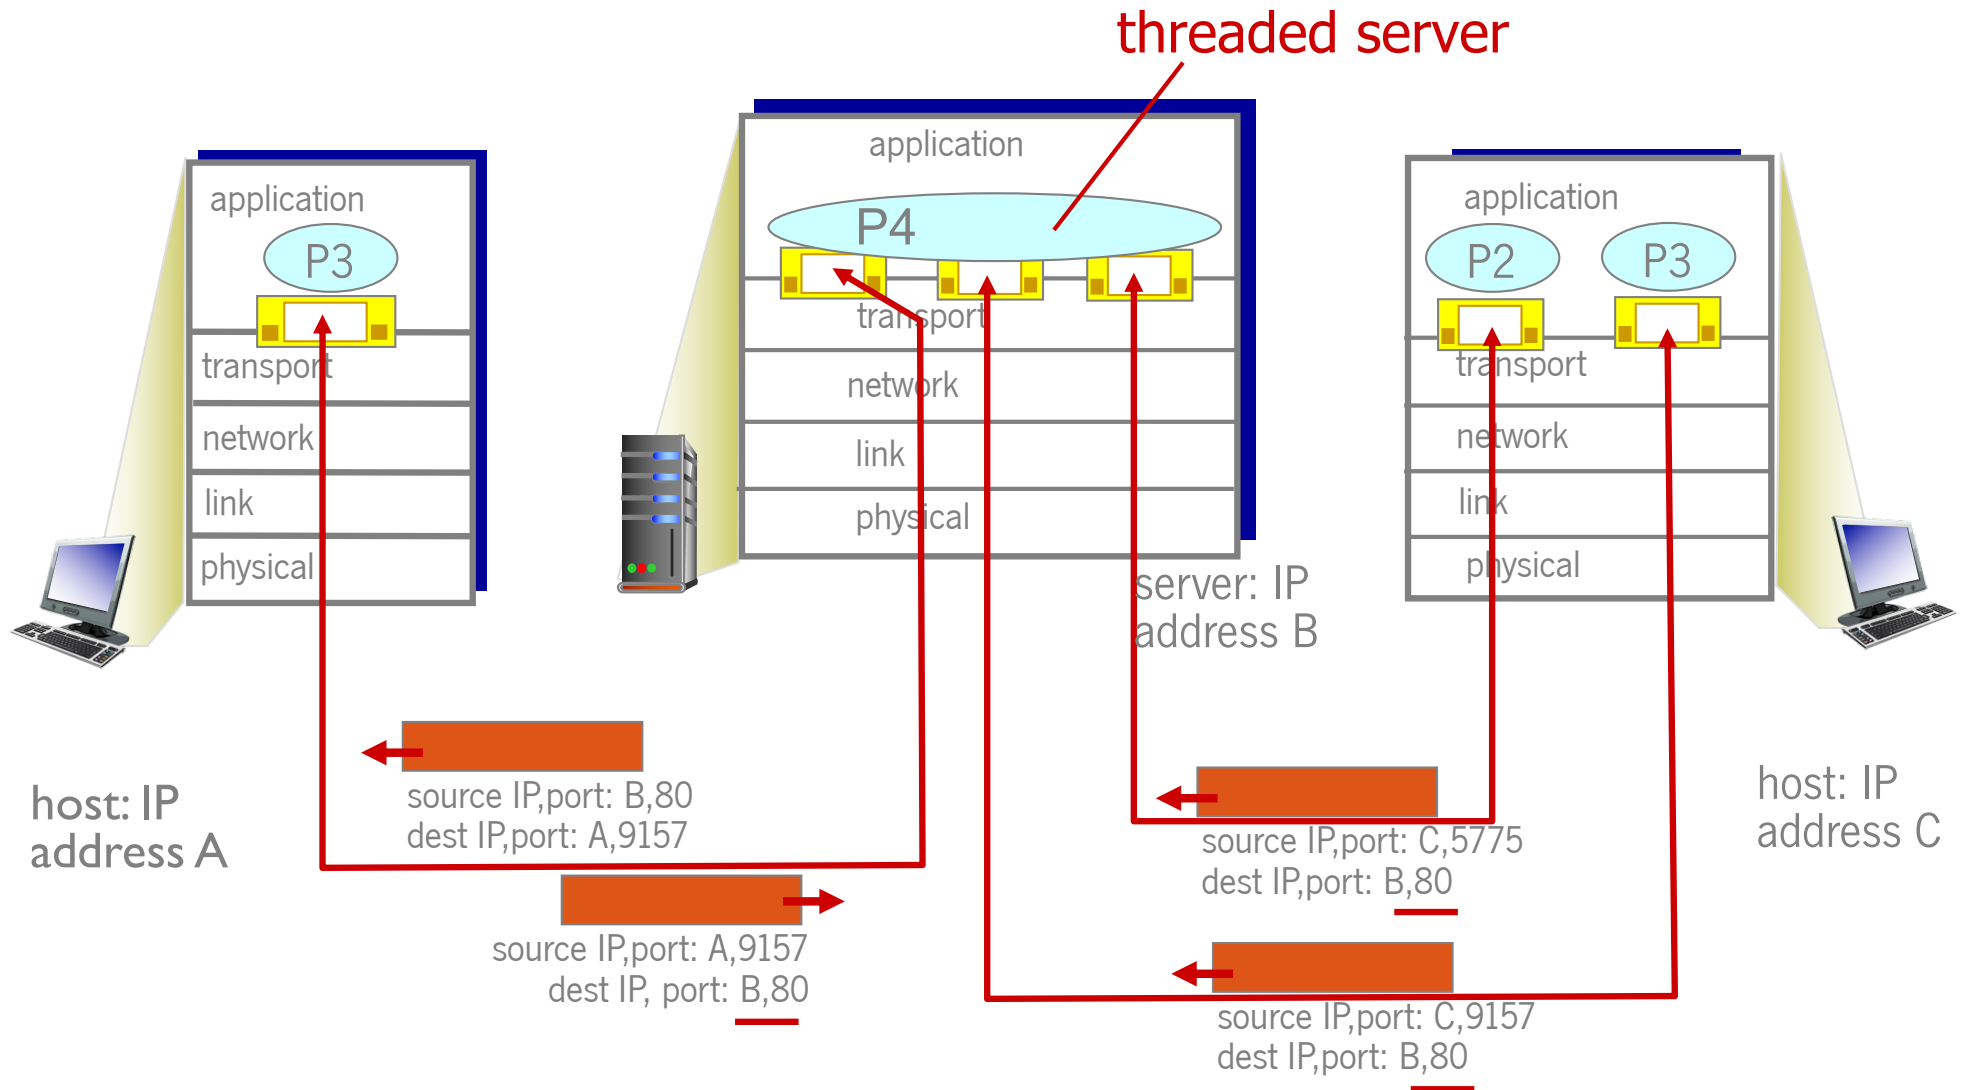 threaded server
application
P3
transport
network
link
physical
host: IP
address A
application
P4
transport
network
link
physical
server: IP
address B
application
P2
P3
transport
network
link
physical
host: IP
address C
source IP,port: B,80
dest IP,port: A,9157
source IP,port: A,9157
dest IP, port: B,80
source IP,port: C,5775
dest IP,port: B,80
source IP,port: C,9157
dest IP,port: B,80